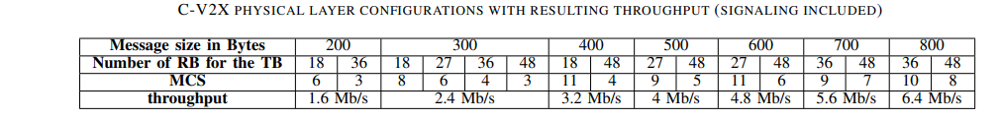 C-V2X PHYSICAL LAYER CONFIGURATIONS WITH RESULTING THROUGHPUT (SIGNALING INCLUDED)
Message size in Bytes 200 300 400 500 600 700 800
Number of RB for the TB 18 36 18 27 36 48 18 48 27 48 27 48 36 48 36 48
MCS 6 3 8 6 4 3 11 4 9 5 11 6 9 7 10 8
throughput 1.6 Mb/s 2.4 Mb/s 3.2 Mb/s 4 Mb/s 4.8 Mb/s 5.6 Mb/s 6.4 Mb/s